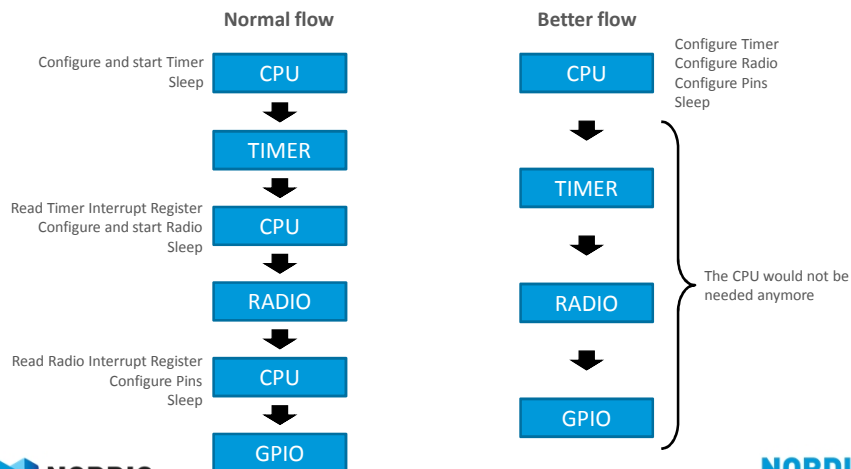 Normal flow
Configure and start Timer
Sleep
CPU
TIMER
Read Timer Interrupt Register
Configure and start Radio
Sleep
CPU
RADIO
Read Radio Interrupt Register
Configure Pins
Sleep
CPU
GPIO
Better flow
CPU
Configure Timer
Configure Radio
Configure Pins
Sleep
TIMER
RADIO
GPIO
The CPU would not be
needed anymore